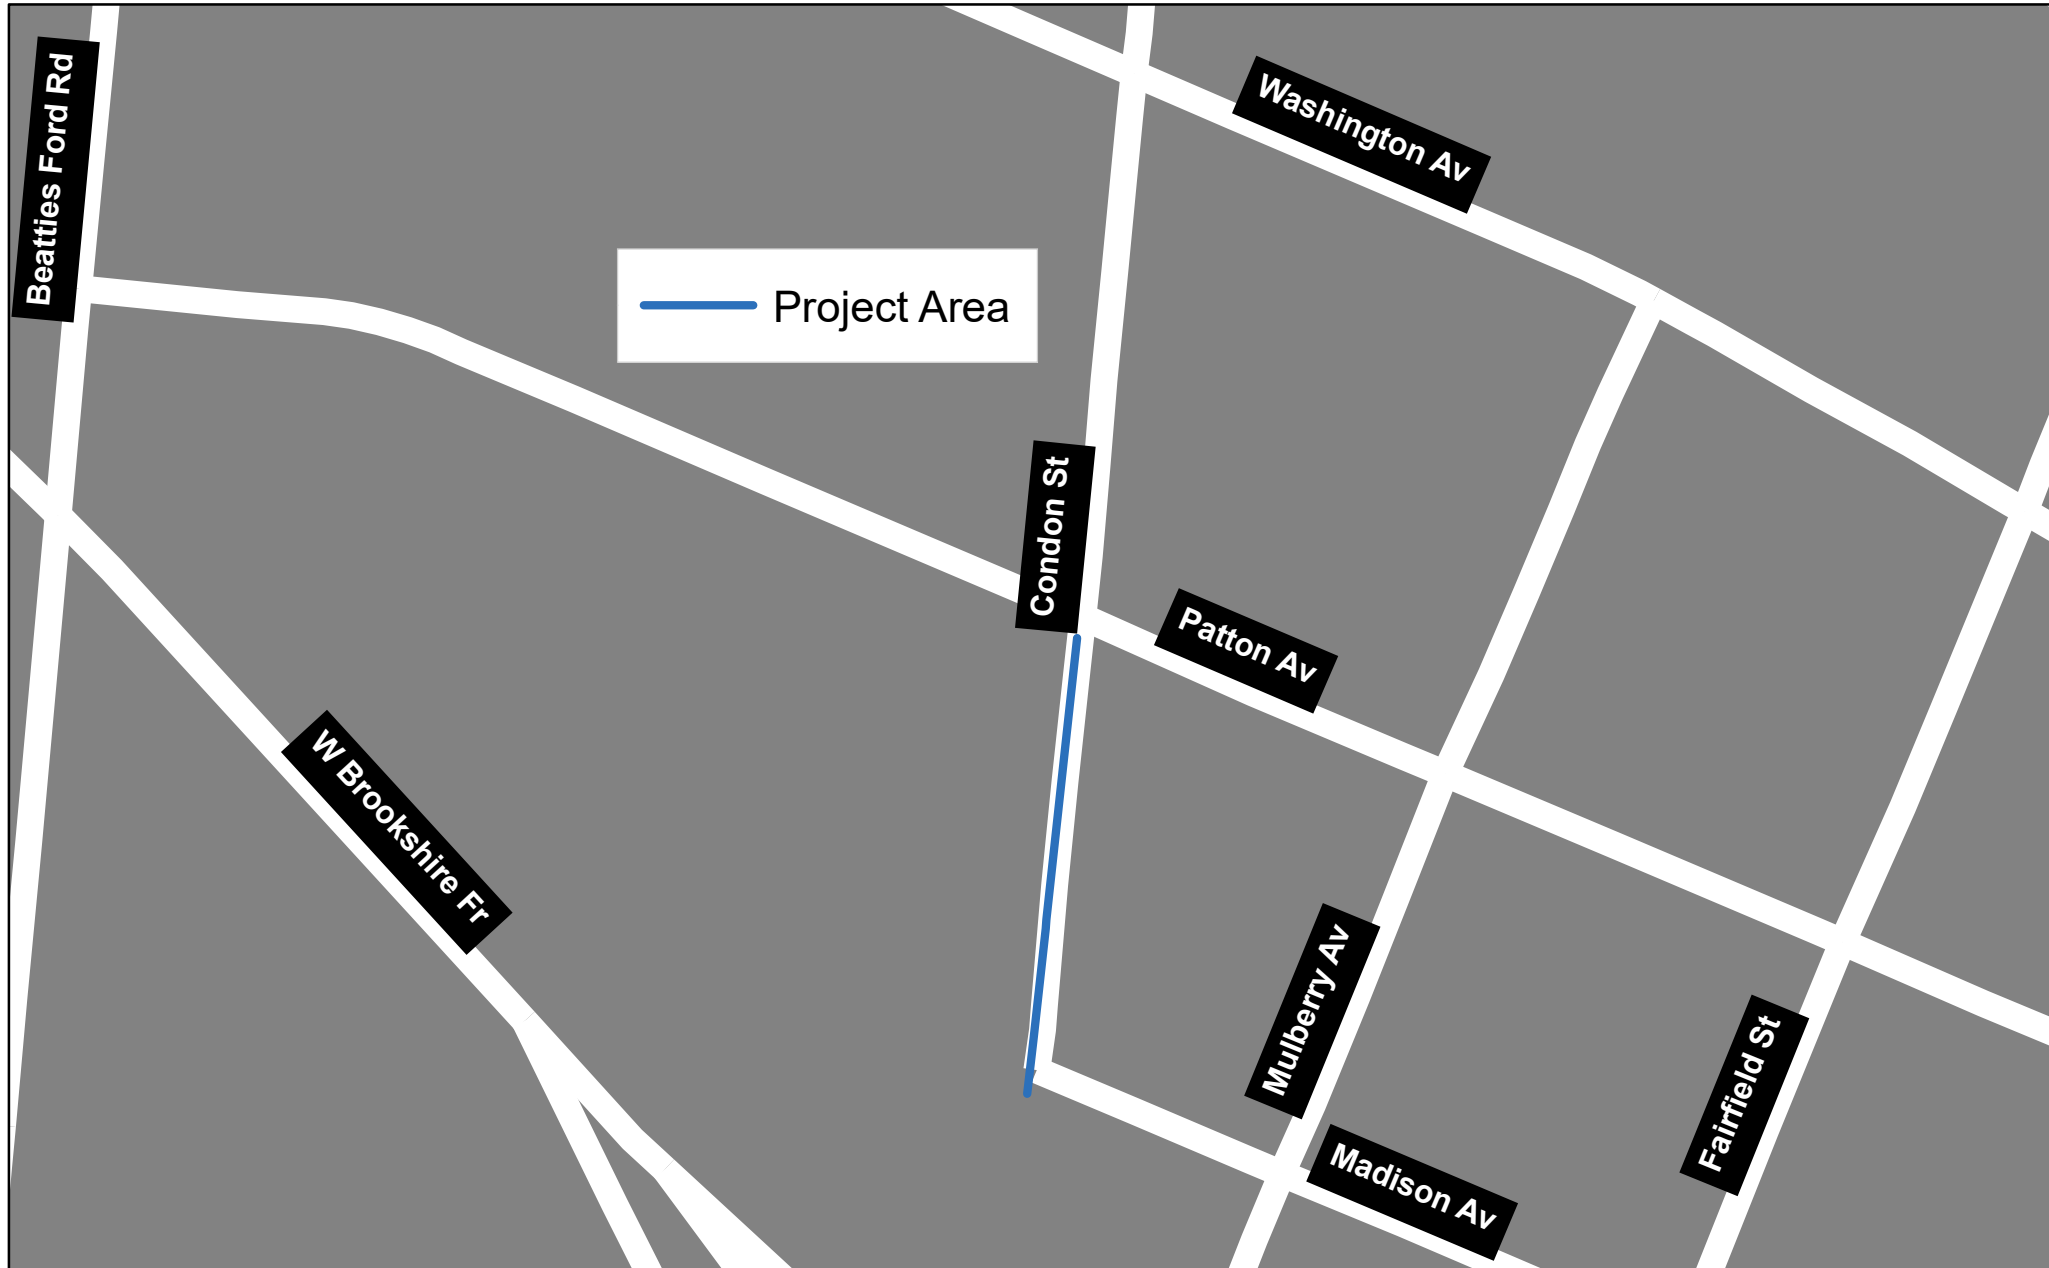 Beatties Ford Rd
Washington Av
Project Area
Condon St
Patton Av
W Brookshire Fr
Mulberry Av
Fairfield St
Madison Av